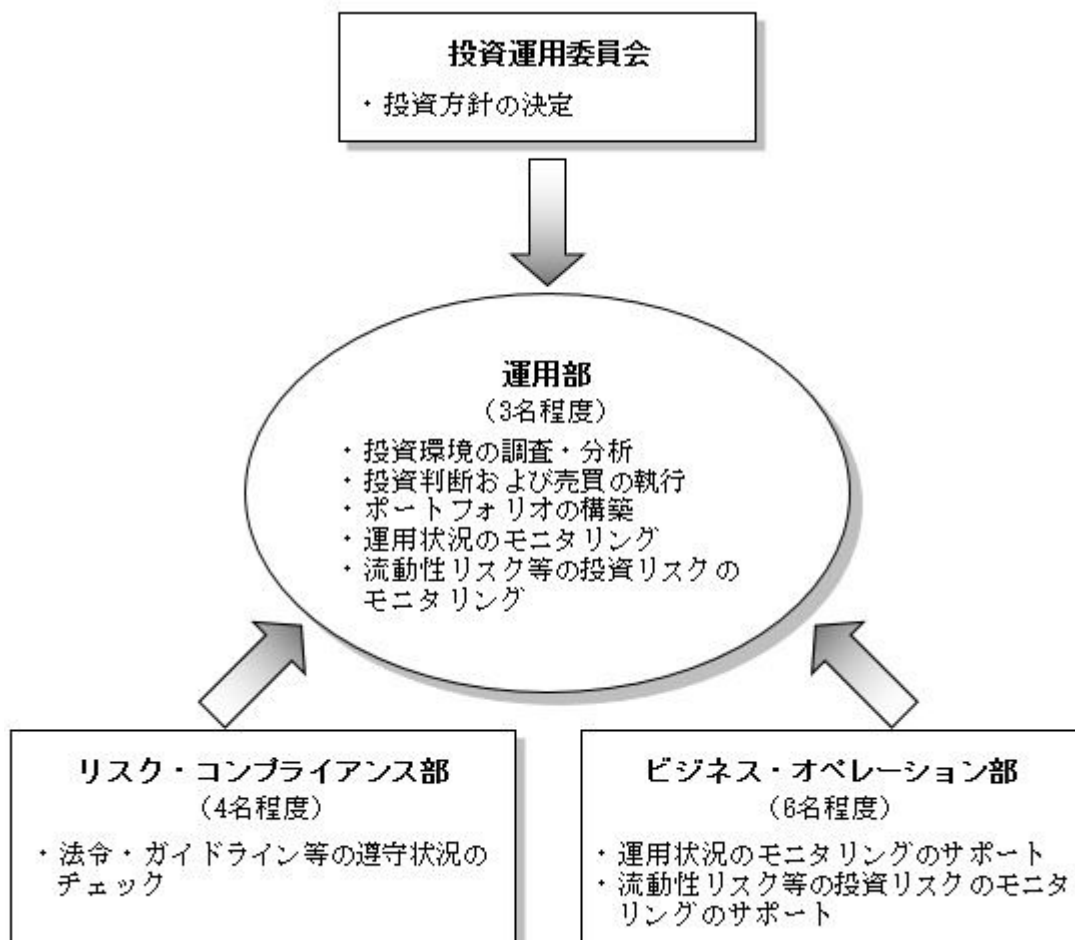 投資運用委員会
・投資方針の決定
運用部
（3名程度）
・投資環境の調査・分析
・投資判断および売買の執行
・ポートフォリオの構築
・運用状況のモニタリング
・流動性リスク等の投資リスクの
モニタリング
リスク・コンプライアンス部
（4名程度）
・法令・ガイドライン等の遵守状況の
チェック
ビジネス・オペレーション部
（6名程度）
・運用状況のモニタリングのサポート
・流動性リスク等の投資リスクのモニタ
リングのサポート